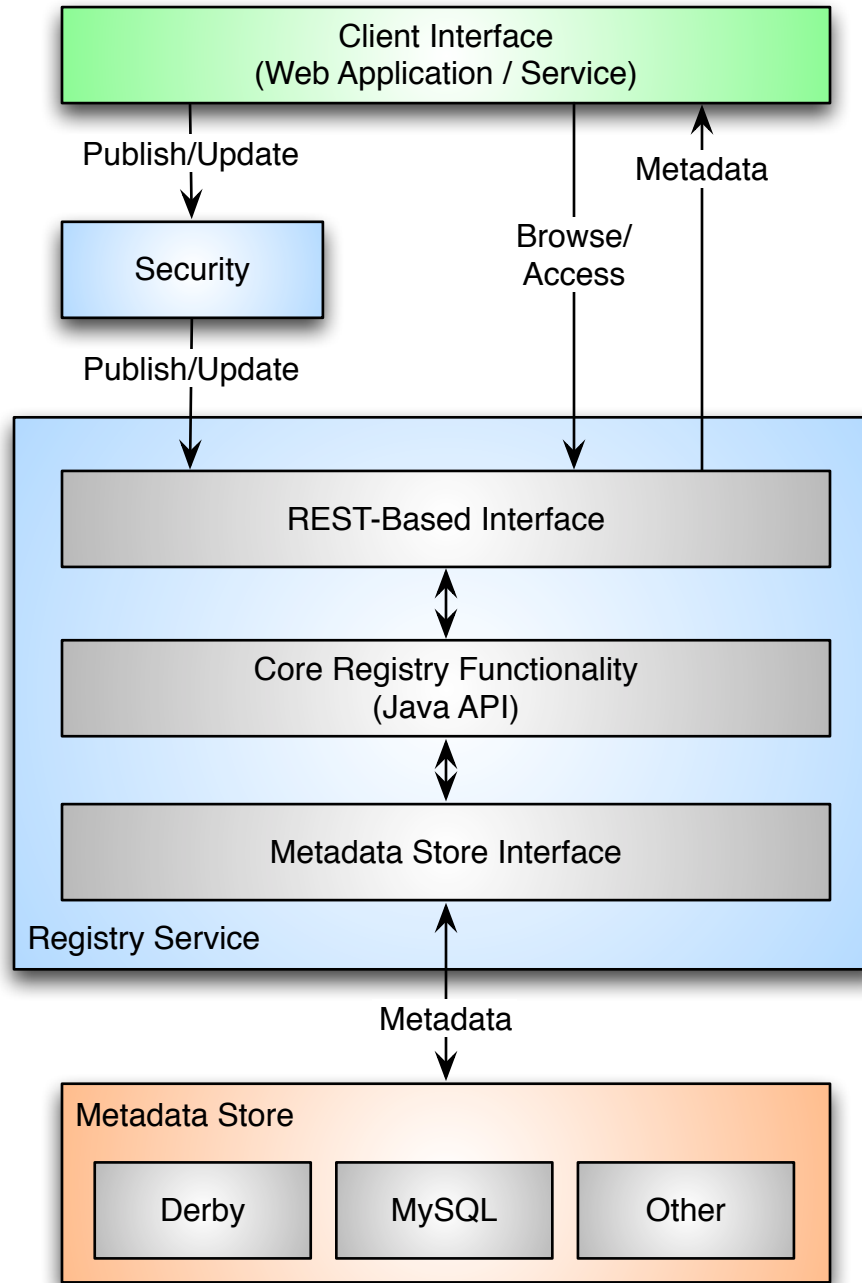 Client Interface
(Web Application / Service)
Publish/Update
Metadata
Browse/
Access
Security
Publish/Update
REST-Based Interface
Core Registry Functionality
(Java API)
Metadata Store Interface
Registry Service
Metadata
Metadata Store
Derby
MySQL
Other